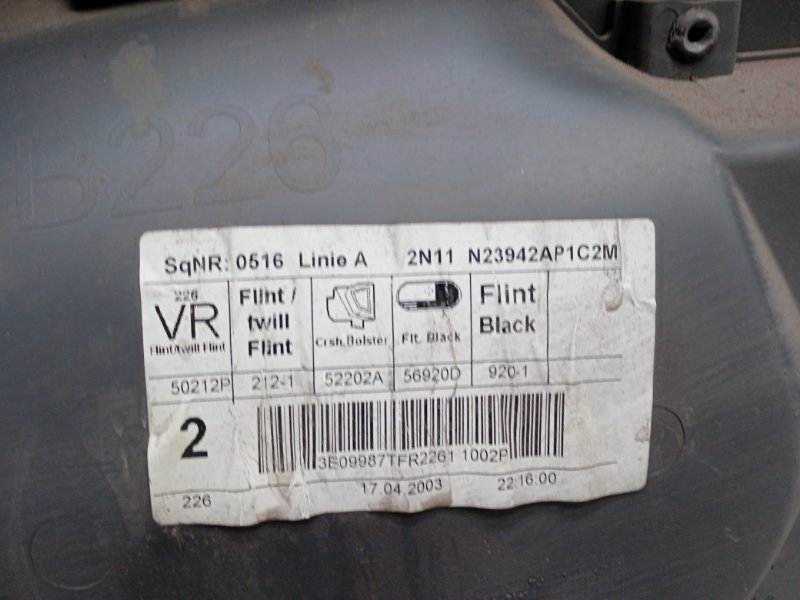 B226
SqNR: 0516 Linie A 2N11 N23942AP1C2M
226
VR
Flint/twill Flint
Flint /
twill
Flint
Crsh.Bolster
Flt. Black
Flint
Black
50212P 212-1 52202A 56920D 920-1
2
3E09987TFR2261 1002P
226 17.04.2003 22:16:00